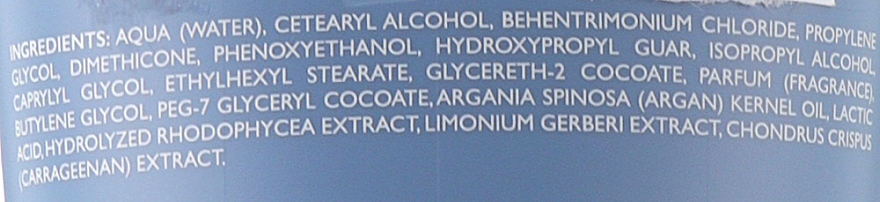 INGREDIENTS: AQUA (WATER), CETEARYL ALCOHOL, BEHENTRIMONIUM CHLORIDE, PROPYLENE
GLYCOL, DIMETHICONE, PHENOXYETHANOL, HYDROXYPROPYL GUAR, ISOPROPYL ALCOHOL,
CAPRYLYL GLYCOL, ETHYLHEXYL STEARATE, GLYCERETH-2 COCOATE, PARFUM (FRAGRANCE),
BUTYLENE GLYCOL, PEG-7 GLYCERYL COCOATE, ARGANIA SPINOSA (ARGAN) KERNEL OIL, LACTIC
ACID, HYDROLYZED RHODOPHYCEA EXTRACT, LIMONIUM GERBERI EXTRACT, CHONDRUS CRISPUS
(CARRAGEENAN) EXTRACT.